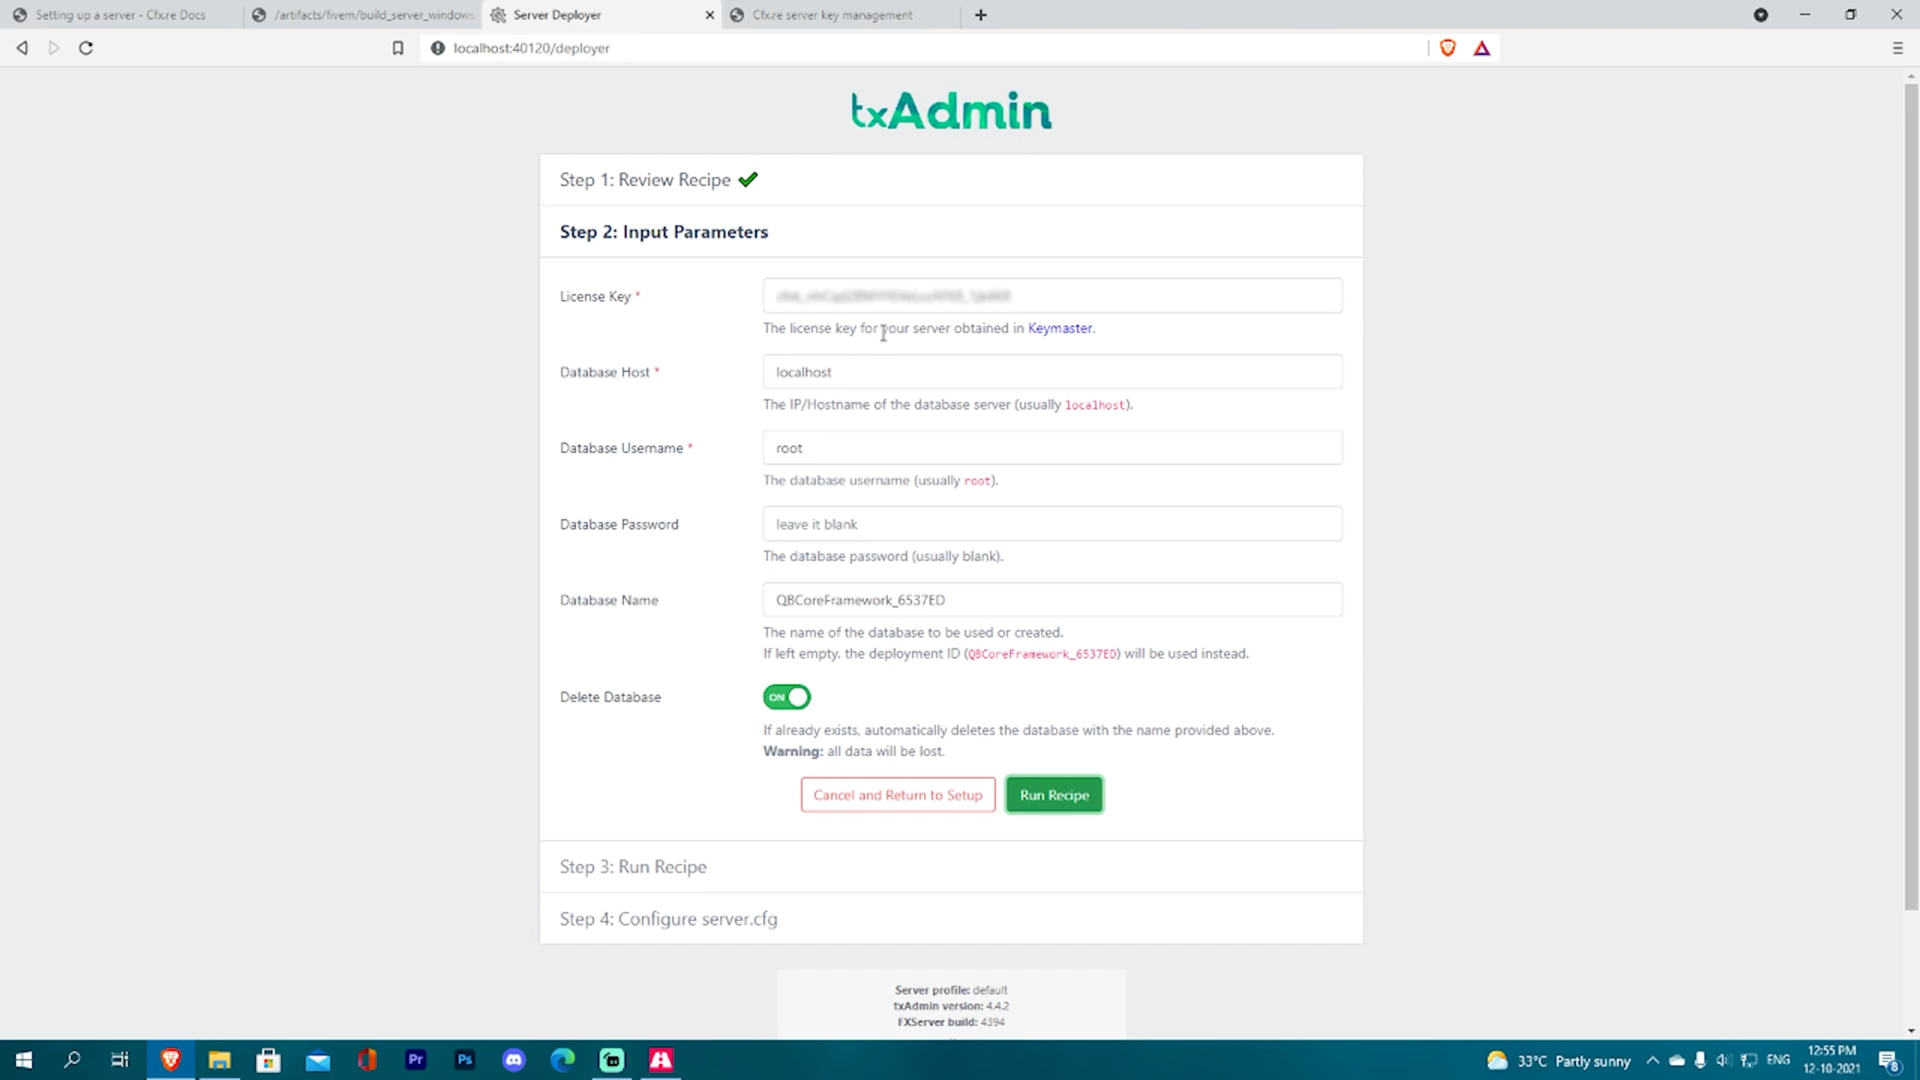 Setting up a server - Cfx.re Docs
/artifacts/fivem/build_server_windows
Server Deployer
Cfx.re server key management
localhost:40120/deployer
txAdmin
Step 1: Review Recipe
Step 2: Input Parameters
License Key *
The license key for your server obtained in Keymaster.
Database Host *
localhost
The IP/Hostname of the database server (usually localhost).
Database Username *
root
The database username (usually root).
Database Password
leave it blank
The database password (usually blank).
Database Name
QBCoreFramework_6537ED
The name of the database to be used or created.
If left empty, the deployment ID (QBCoreFramework_6537ED) will be used instead.
Delete Database
ON
If already exists, automatically deletes the database with the name provided above.
Warning: all data will be lost.
Cancel and Return to Setup
Run Recipe
Step 3: Run Recipe
Step 4: Configure server.cfg
Server profile: default
txAdmin version: 4.4.2
FXServer build: 4394
Pr
Ps
33°C Partly sunny
ENG
12:55 PM
12-10-2021
8